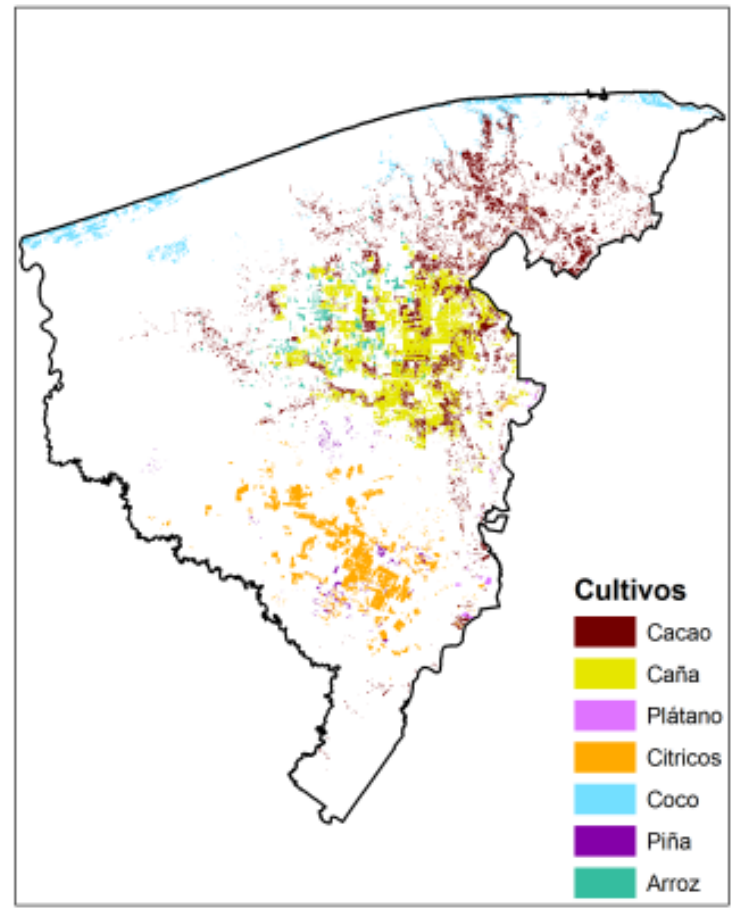 Cultivos
Cacao
Caña
Plátano
Citricos
Coco
Piña
Arroz